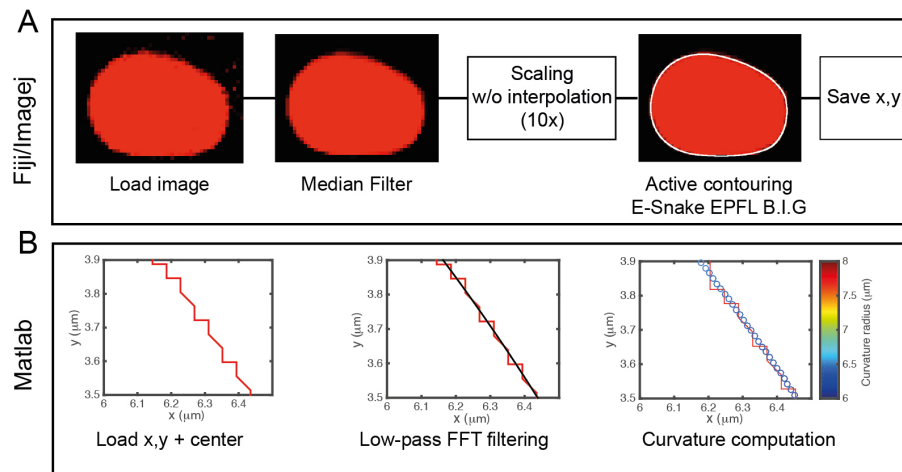 A
Fiji/Imagej
Load image
Median Filter
Scaling
w/o interpolation
(10x)
Active contouring
E-Snake EPFL B.I.G
Save x,y
B
Matlab
3.9
3.8
3.7
3.6
3.5
y (μm)
6 6.1 6.2 6.3 6.4
x (μm)
Load x,y + center
3.9
3.8
3.7
3.6
3.5
y (μm)
6 6.1 6.2 6.3 6.4
x (μm)
Low-pass FFT filtering
3.9
3.8
3.7
3.6
3.5
y (μm)
6 6.1 6.2 6.3 6.4
x (μm)
Curvature computation
8
7.5
7
6.5
6
Curvature radius (μm)